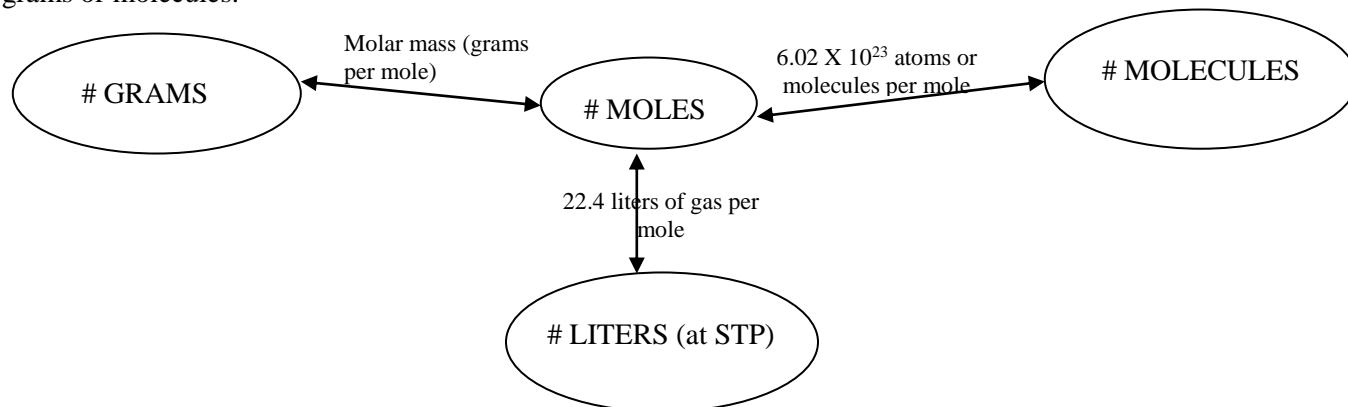 grams or molecules.
Molar mass (grams
per mole)
6.02 X 10²³ atoms or
molecules per mole
# GRAMS
# MOLES
# MOLECULES
22.4 liters of gas per
mole
# LITERS (at STP)